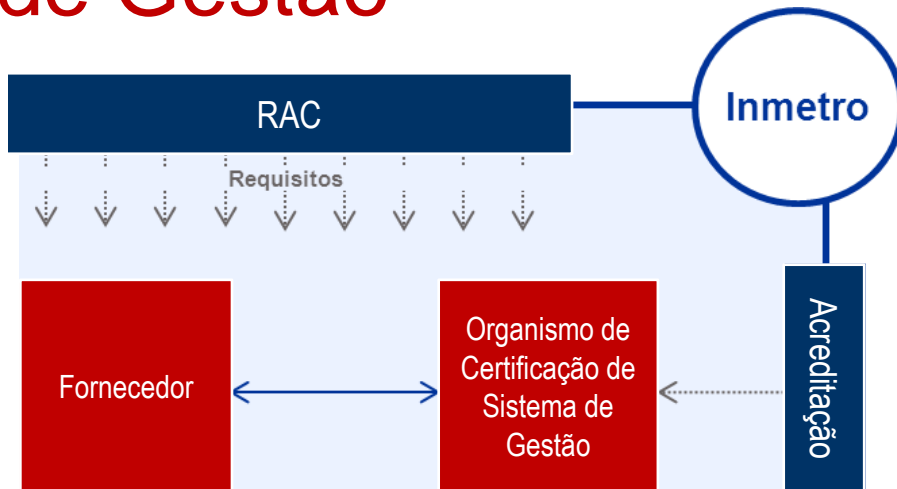 de Gestão
RAC
Inmetro
Requisitos
Fornecedor
Organismo de
Certificação de
Sistema de
Gestão
Acreditação